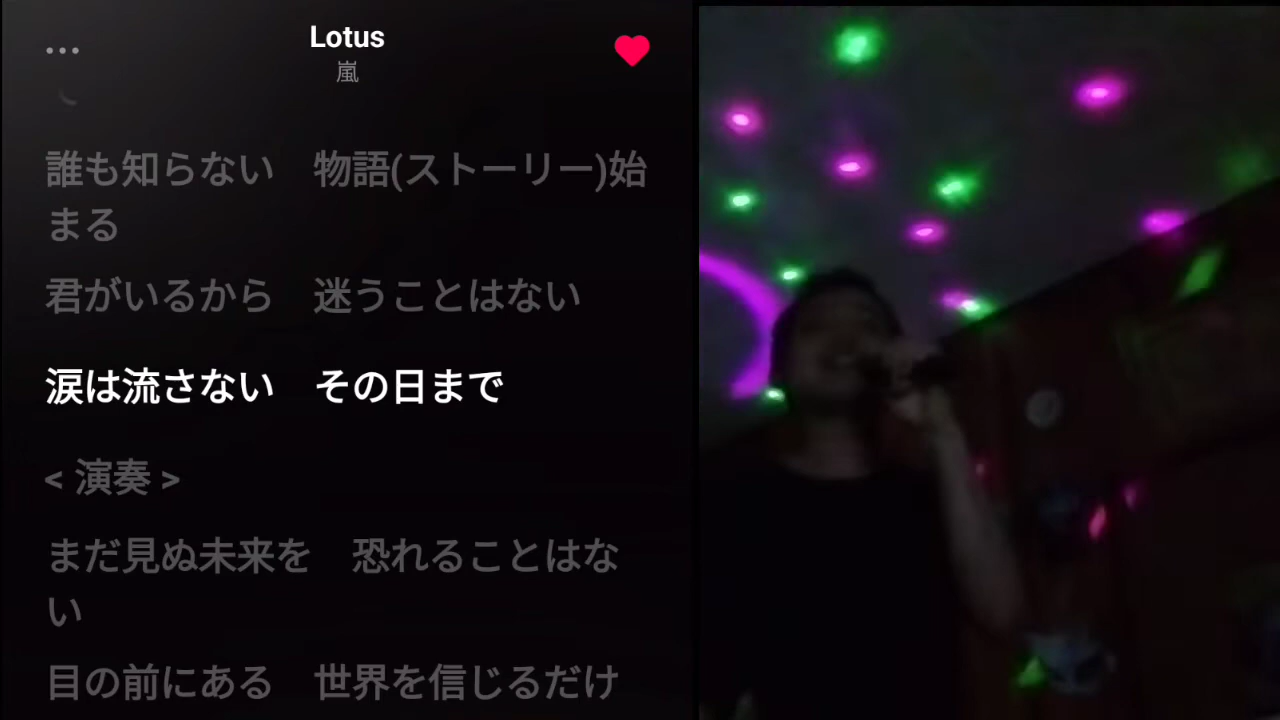 Lotus
嵐
誰も知らない　物語(ストーリー)始
まる
君がいるから　迷うことはない
涙は流さない　その日まで
< 演奏 >
まだ見ぬ未来を　恐れることはな
い
目の前にある　世界を信じるだけ